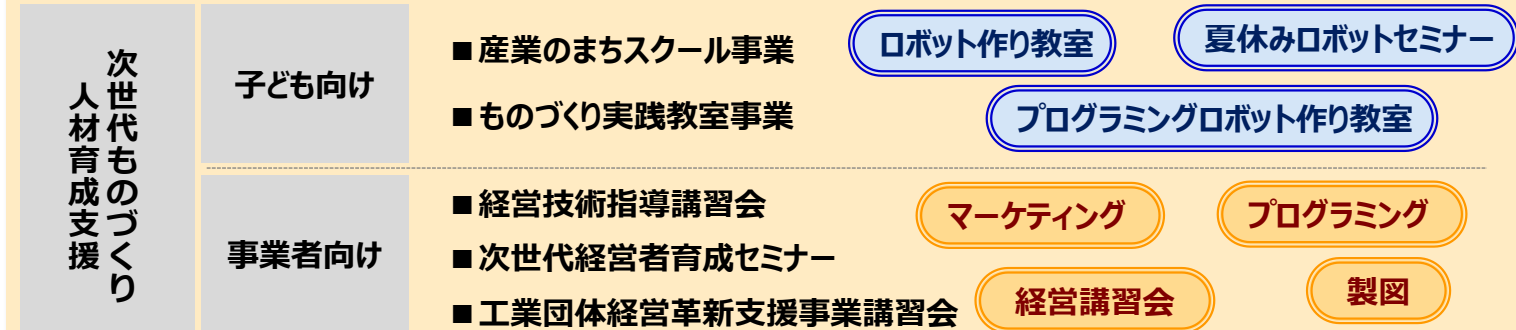 次世代ものづくり
人材育成支援
子ども向け
■産業のまちスクール事業
ロボット作り教室
夏休みロボットセミナー
■ものづくり実践教室事業
プログラミングロボット作り教室
事業者向け
■経営技術指導講習会
マーケティング
プログラミング
■次世代経営者育成セミナー
■工業団体経営革新支援事業講習会
経営講習会
製図